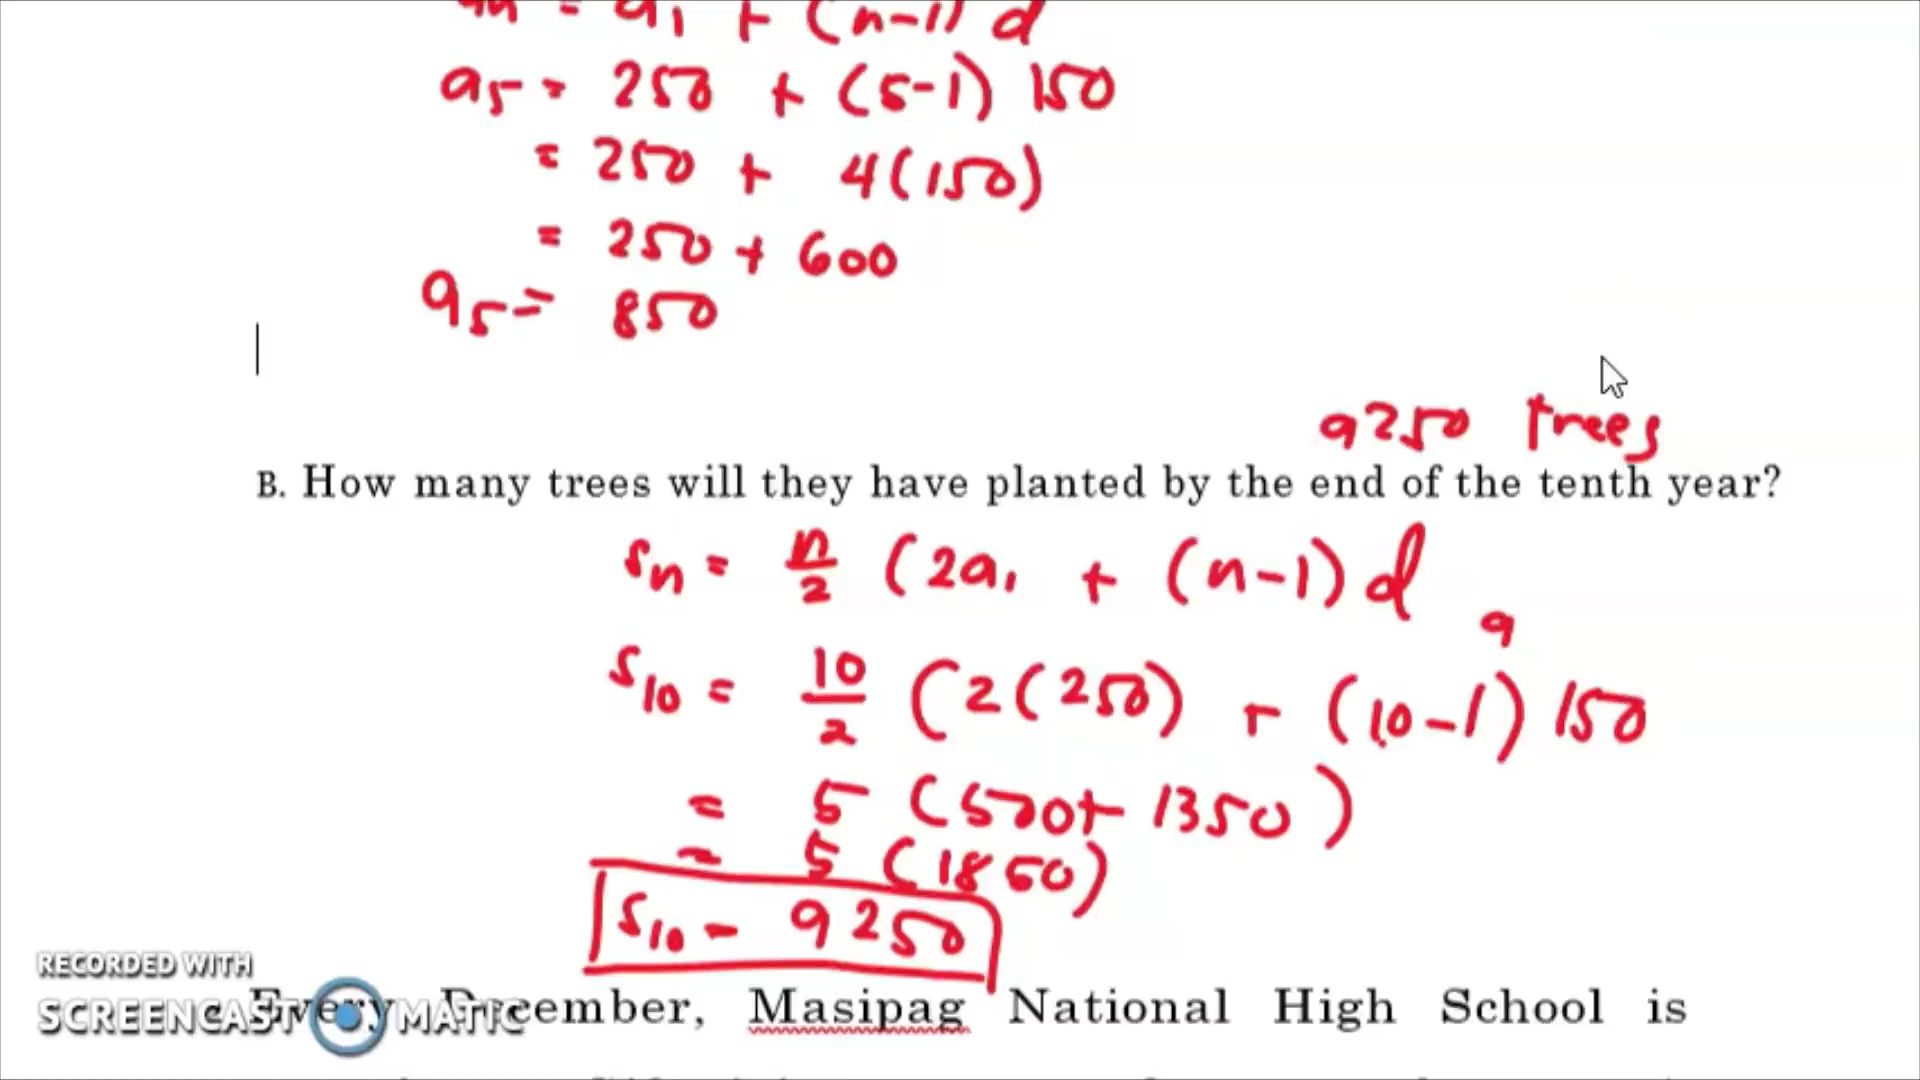 an = a1 + (n-1) d
a5 = 250 + (5-1) 150
= 250 + 4(150)
= 250 + 600
a5 = 850
9250 trees
B. How many trees will they have planted by the end of the tenth year?
Sn = n/2 (2a1 + (n-1) d
9
S10 = 10/2 (2(250) + (10-1) 150
= 5 (500+ 1350)
= 5 (1850)
S10 = 9250
RECORDED WITH
SCREENCAST MATIC
Every December, Masipag National High School is